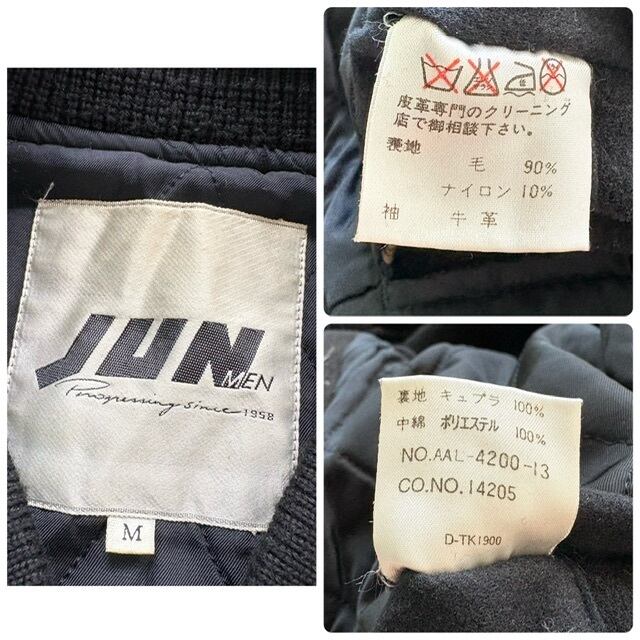 JUN
MEN
Progressing since 1958
M
皮革専門のクリーニング
店で御相談下さい。
表地
毛 90%
ナイロン 10%
袖 牛革
裏地 キュプラ 100%
中綿 ポリエステル 100%
NO.AAL-4200-13
CO.NO.14205
D-TK1900